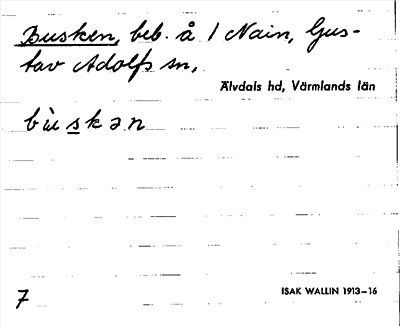 Busken, beb. å 1 Nain, Gus-
tav Adolfs sn,
Älvdals hd, Värmlands län
bùskən
7
ISAK WALLIN 1913–16